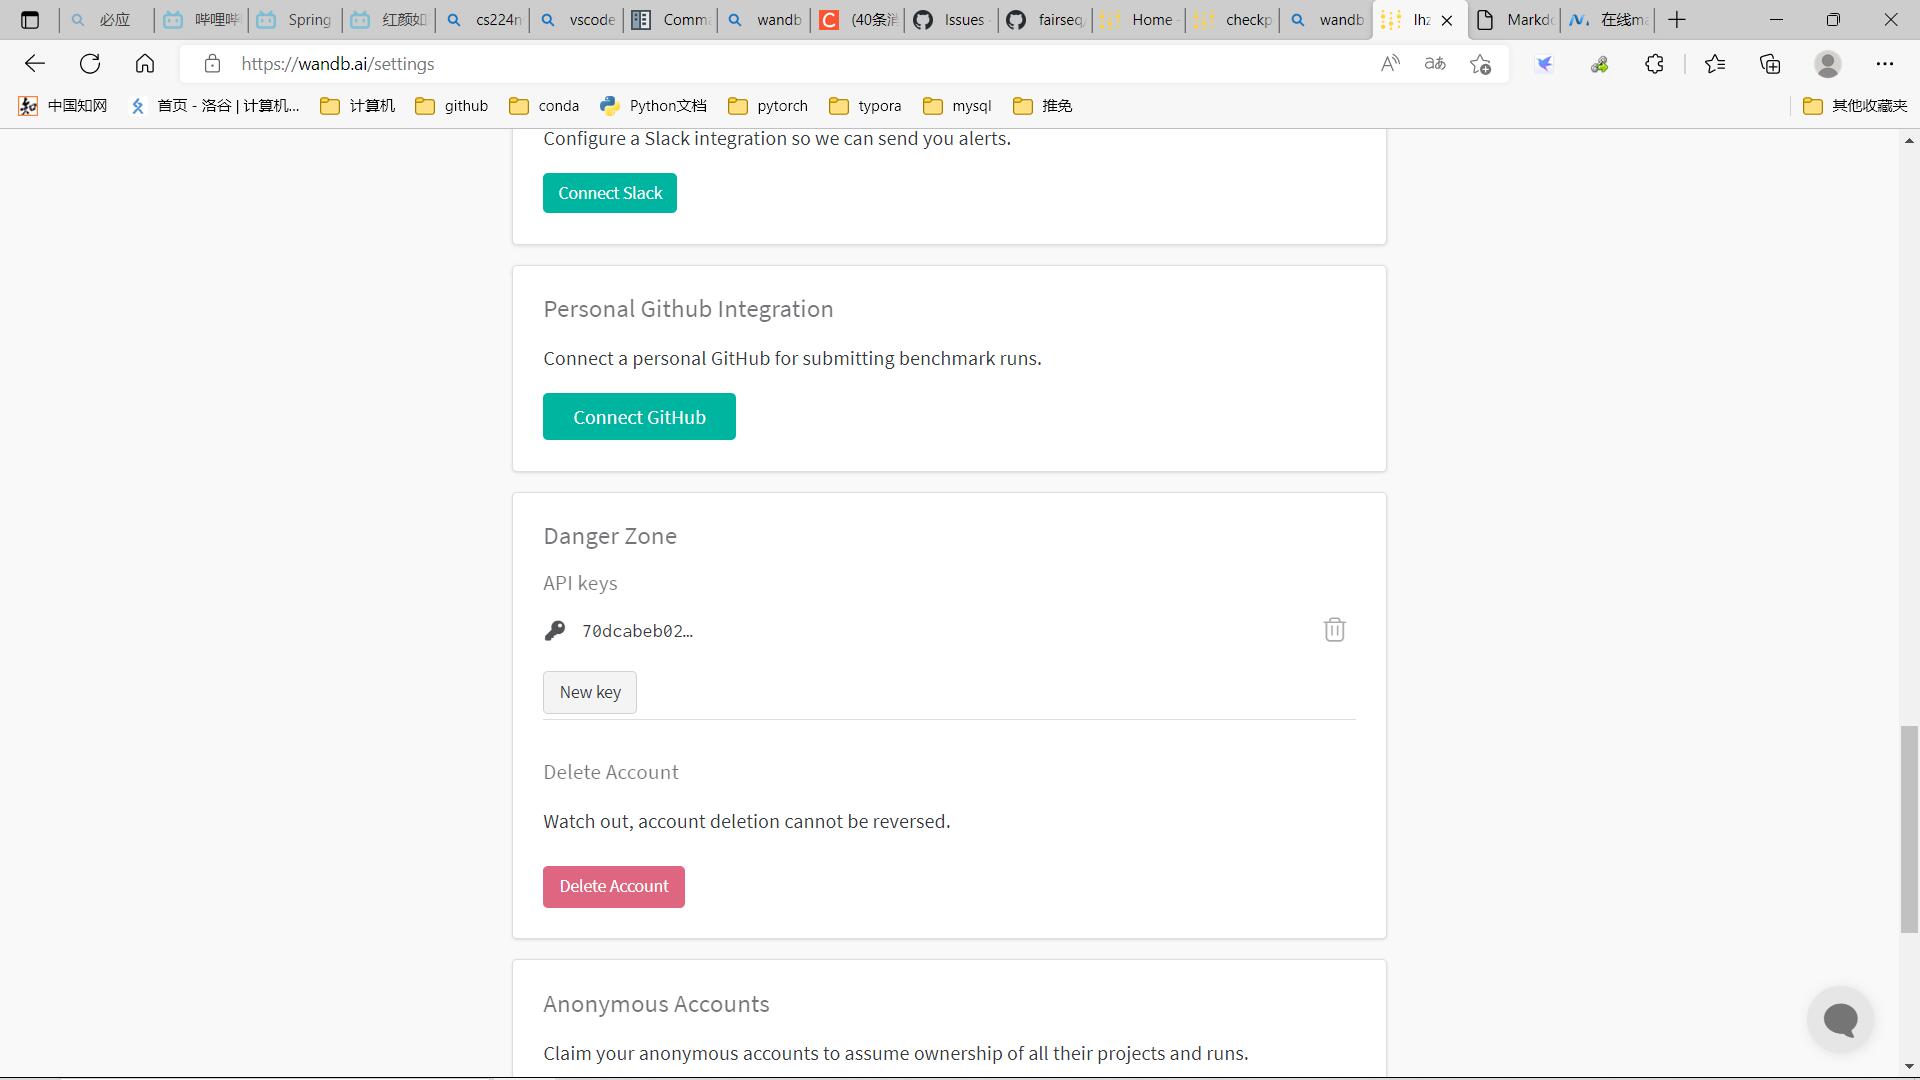 必应
哔哩哔
Spring
红颜如
cs224n
vscode
Comma
wandb
(40条消
Issues
fairseq/
Home -
checkp
wandb
lhz
Markdo
在线ma
https://wandb.ai/settings
中国知网
首页 - 洛谷 | 计算机...
计算机
github
conda
Python文档
pytorch
typora
mysql
推免
其他收藏夹
Configure a Slack integration so we can send you alerts.
Connect Slack
Personal Github Integration
Connect a personal GitHub for submitting benchmark runs.
Connect GitHub
Danger Zone
API keys
70dcabeb02…
New key
Delete Account
Watch out, account deletion cannot be reversed.
Delete Account
Anonymous Accounts
Claim your anonymous accounts to assume ownership of all their projects and runs.